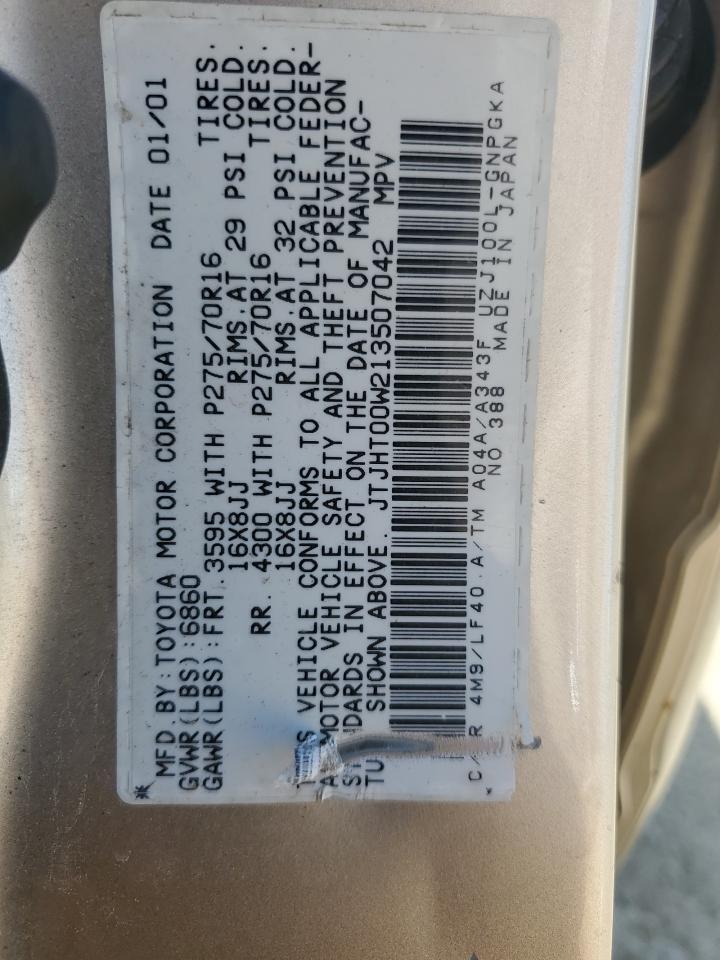 MFD.BY:TOYOTA MOTOR CORPORATION DATE 01/01
GVWR(LBS):6860
GAWR(LBS):FRT.3595 WITH P275/70R16 TIRES.
16X8JJ RIMS.AT 29 PSI COLD.
RR. 4300 WITH P275/70R16 TIRES.
16X8JJ RIMS.AT 32 PSI COLD.
VEHICLE CONFORMS TO ALL APPLICABLE FEDER-
MOTOR VEHICLE SAFETY AND THEFT PREVENTION
IN EFFECT ON THE DATE OF MANUFAC-
SHOWN ABOVE. JTJHT00W213507042 MPV
4M9/LF40.A/TM A04A/A343F UZJ100L-GNPGKA
NO 388 MADE IN JAPAN